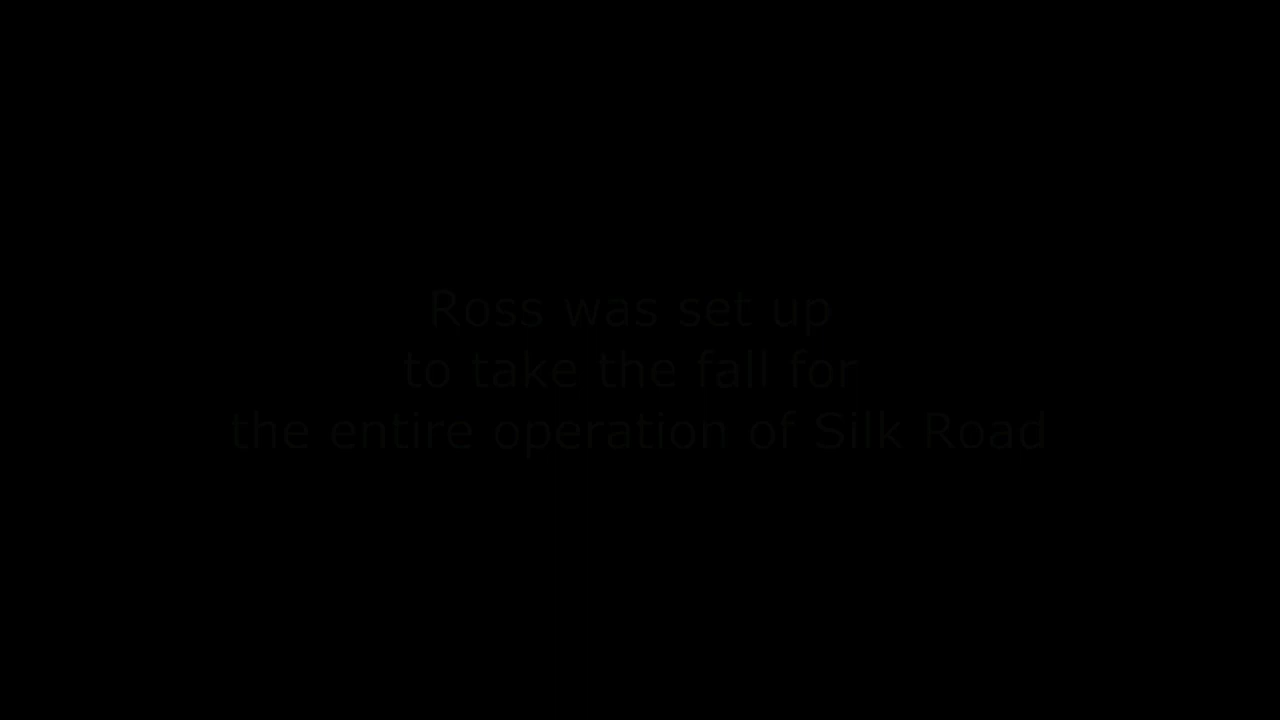 Ross was set up
to take the fall for
the entire operation of Silk Road